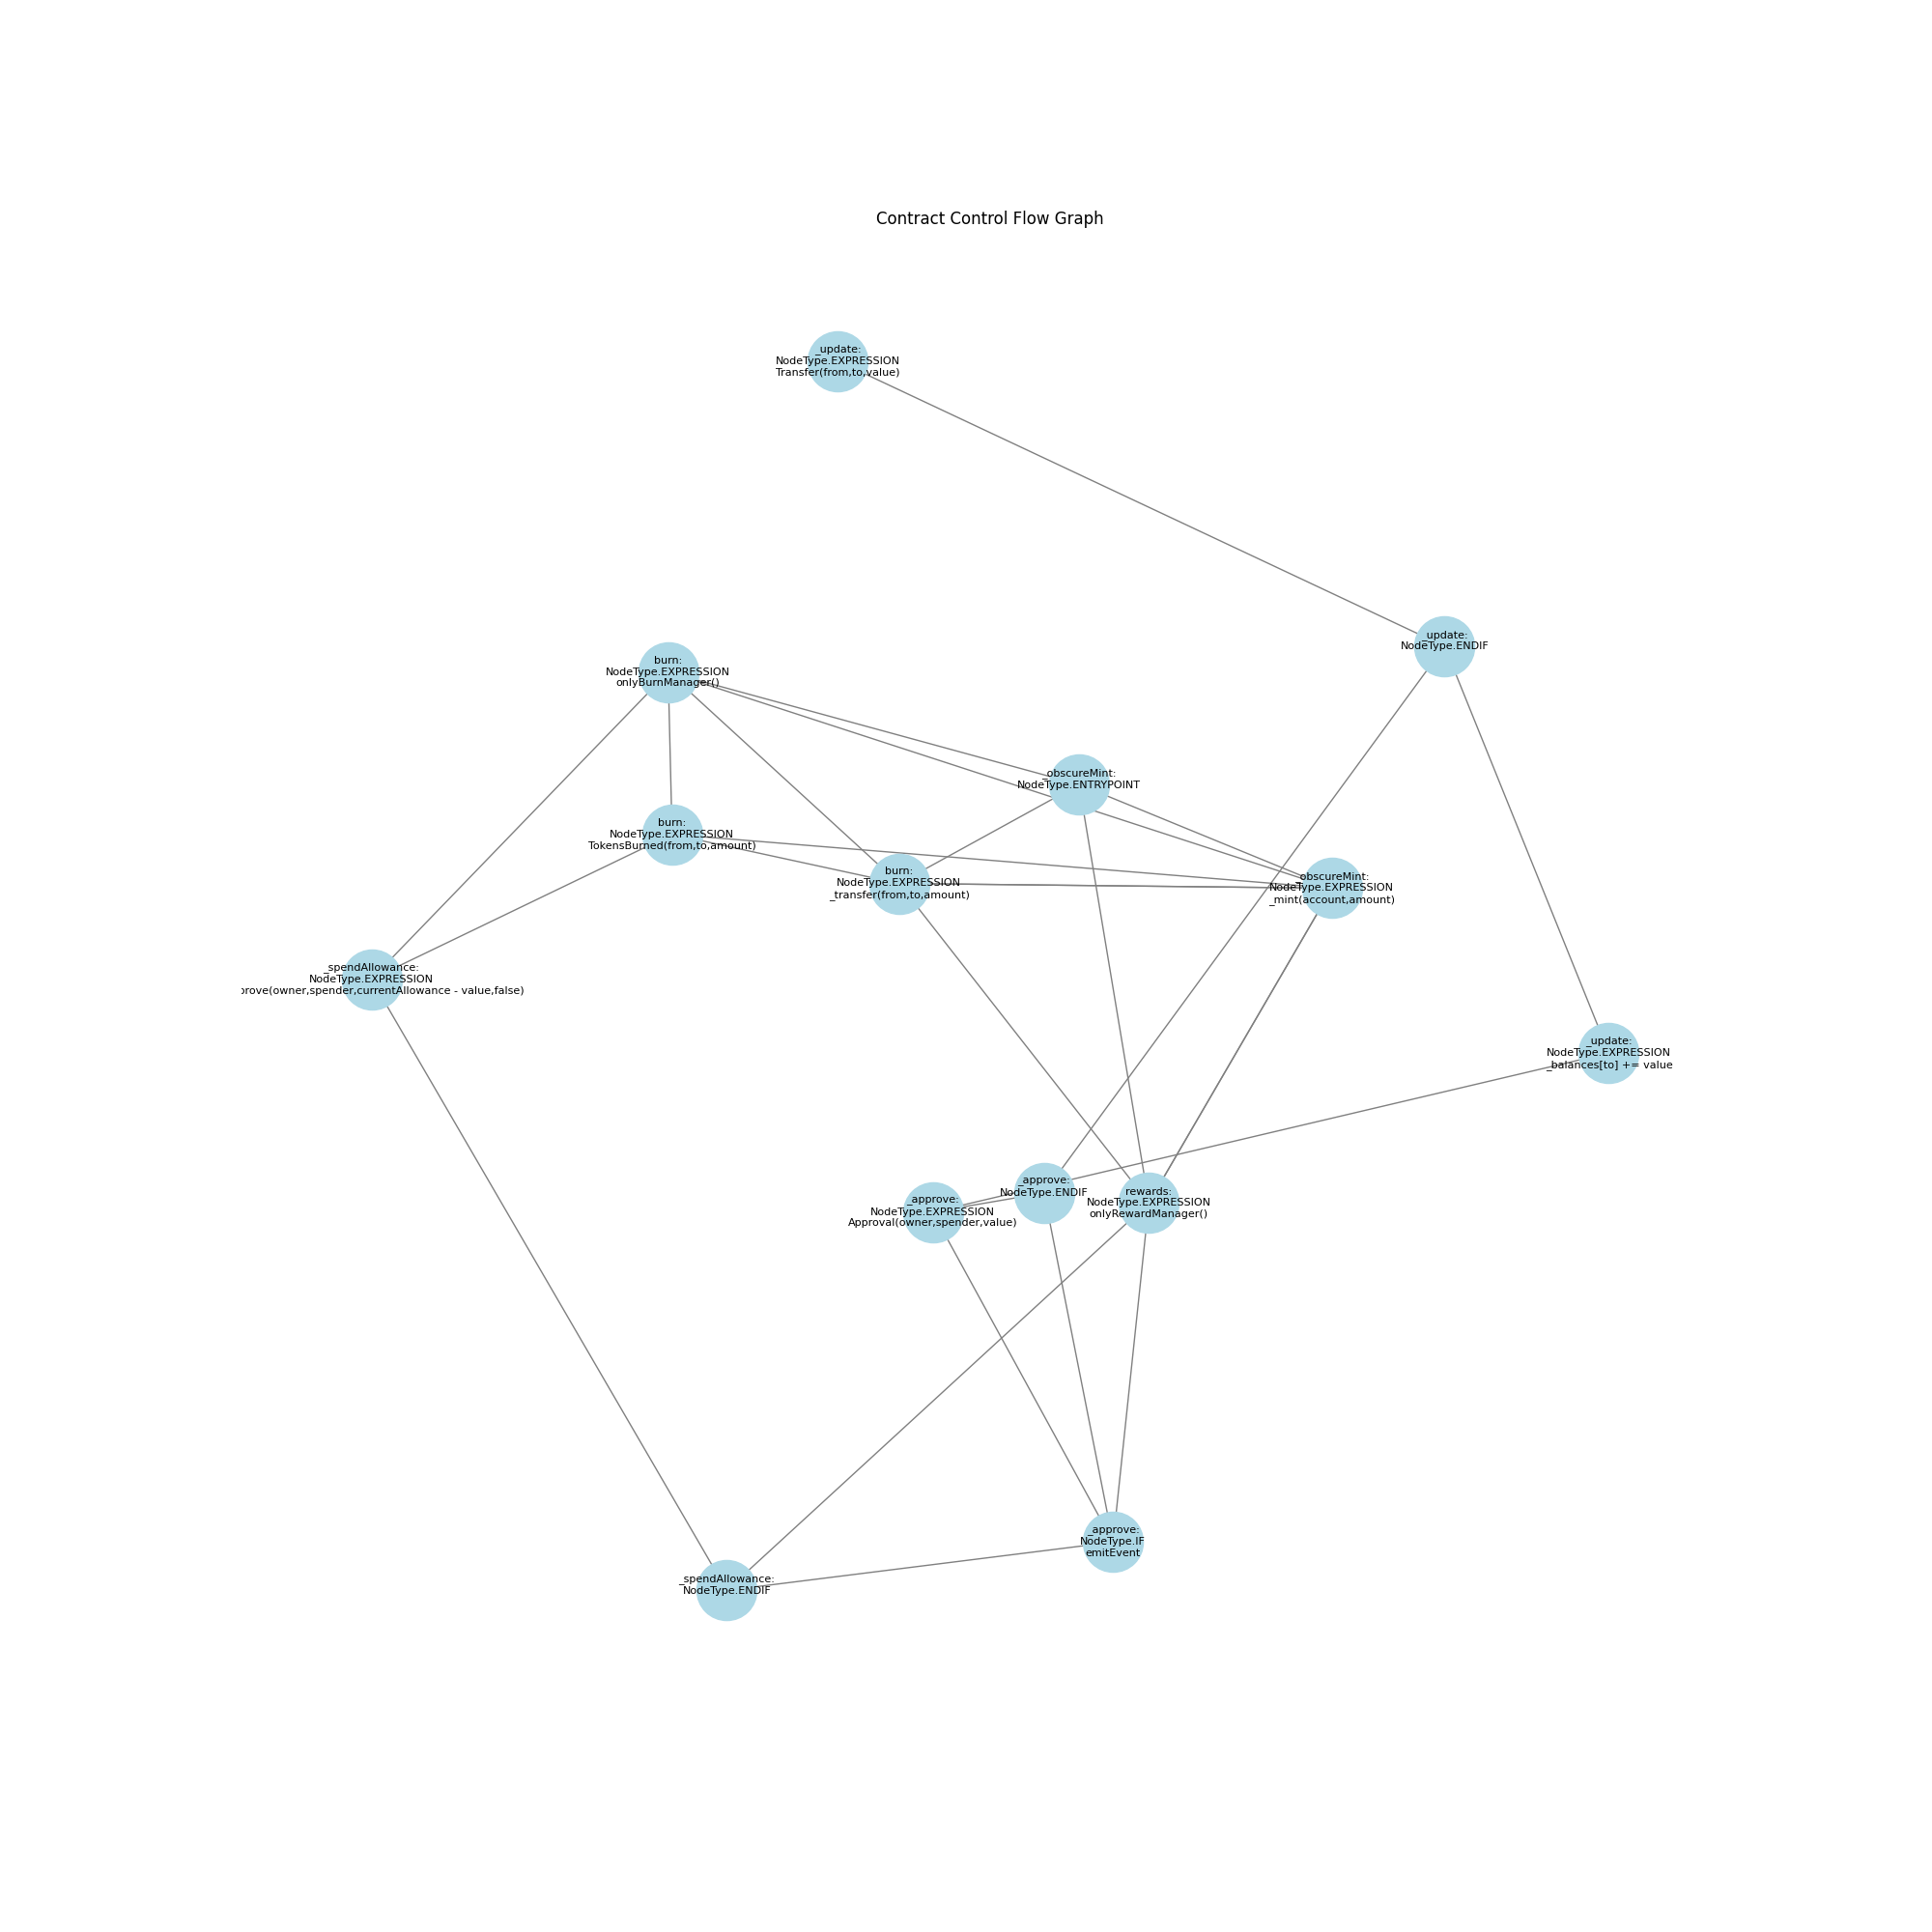 Contract Control Flow Graph
_update:
NodeType.EXPRESSION
Transfer(from,to,value)
_update:
NodeType.ENDIF
burn:
NodeType.EXPRESSION
onlyBurnManager()
_obscureMint:
NodeType.ENTRYPOINT
burn:
NodeType.EXPRESSION
TokensBurned(from,to,amount)
burn:
NodeType.EXPRESSION
_transfer(from,to,amount)
_obscureMint:
NodeType.EXPRESSION
_mint(account,amount)
_spendAllowance:
NodeType.EXPRESSION
prove(owner,spender,currentAllowance - value,false)
_update:
NodeType.EXPRESSION
_balances[to] += value
_approve:
NodeType.ENDIF
_approve:
NodeType.EXPRESSION
Approval(owner,spender,value)
rewards:
NodeType.EXPRESSION
onlyRewardManager()
_approve:
NodeType.IF
emitEvent
_spendAllowance:
NodeType.ENDIF